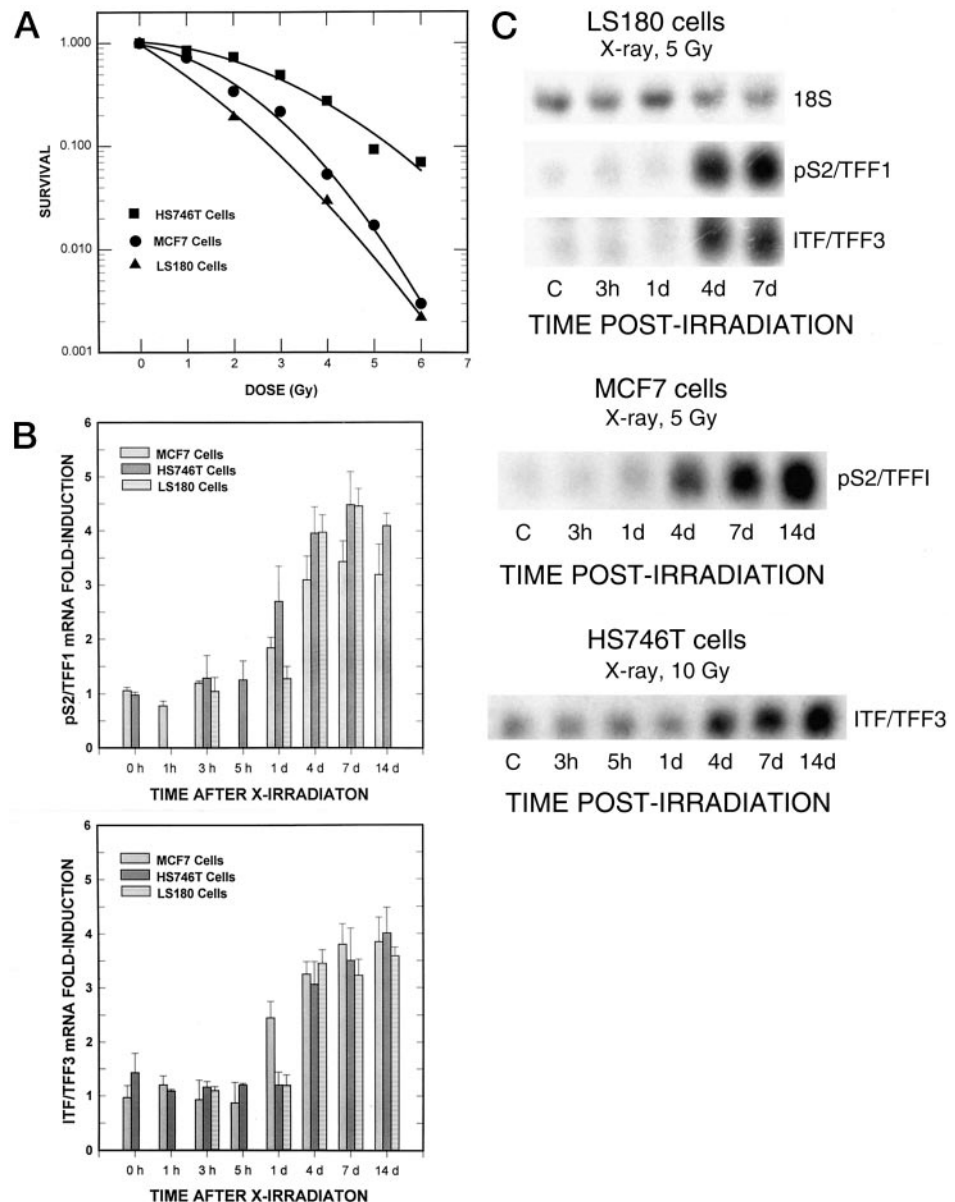 A
1.000
0.100
0.010
0.001
SURVIVAL
HS746T Cells
MCF7 Cells
LS180 Cells
0 1 2 3 4 5 6 7
DOSE (Gy)
B
6
5
4
3
2
1
0
pS2/TFF1 mRNA FOLD-INDUCTION
MCF7 Cells
HS746T Cells
LS180 Cells
0 h 1h 3 h 5 h 1 d 4 d 7 d 14 d
TIME AFTER X-IRRADIATON
6
5
4
3
2
1
0
ITF/TFF3 mRNA FOLD-INDUCTION
MCF7 Cells
HS746T Cells
LS180 Cells
0 h 1 h 3 h 5 h 1 d 4 d 7 d 14 d
TIME AFTER X-IRRADIATON
C
LS180 cells
X-ray, 5 Gy
18S
pS2/TFF1
ITF/TFF3
C 3h 1d 4d 7d
TIME POST-IRRADIATION
MCF7 cells
X-ray, 5 Gy
pS2/TFFI
C 3h 1d 4d 7d 14d
TIME POST-IRRADIATION
HS746T cells
X-ray, 10 Gy
ITF/TFF3
C 3h 5h 1d 4d 7d 14d
TIME POST-IRRADIATION